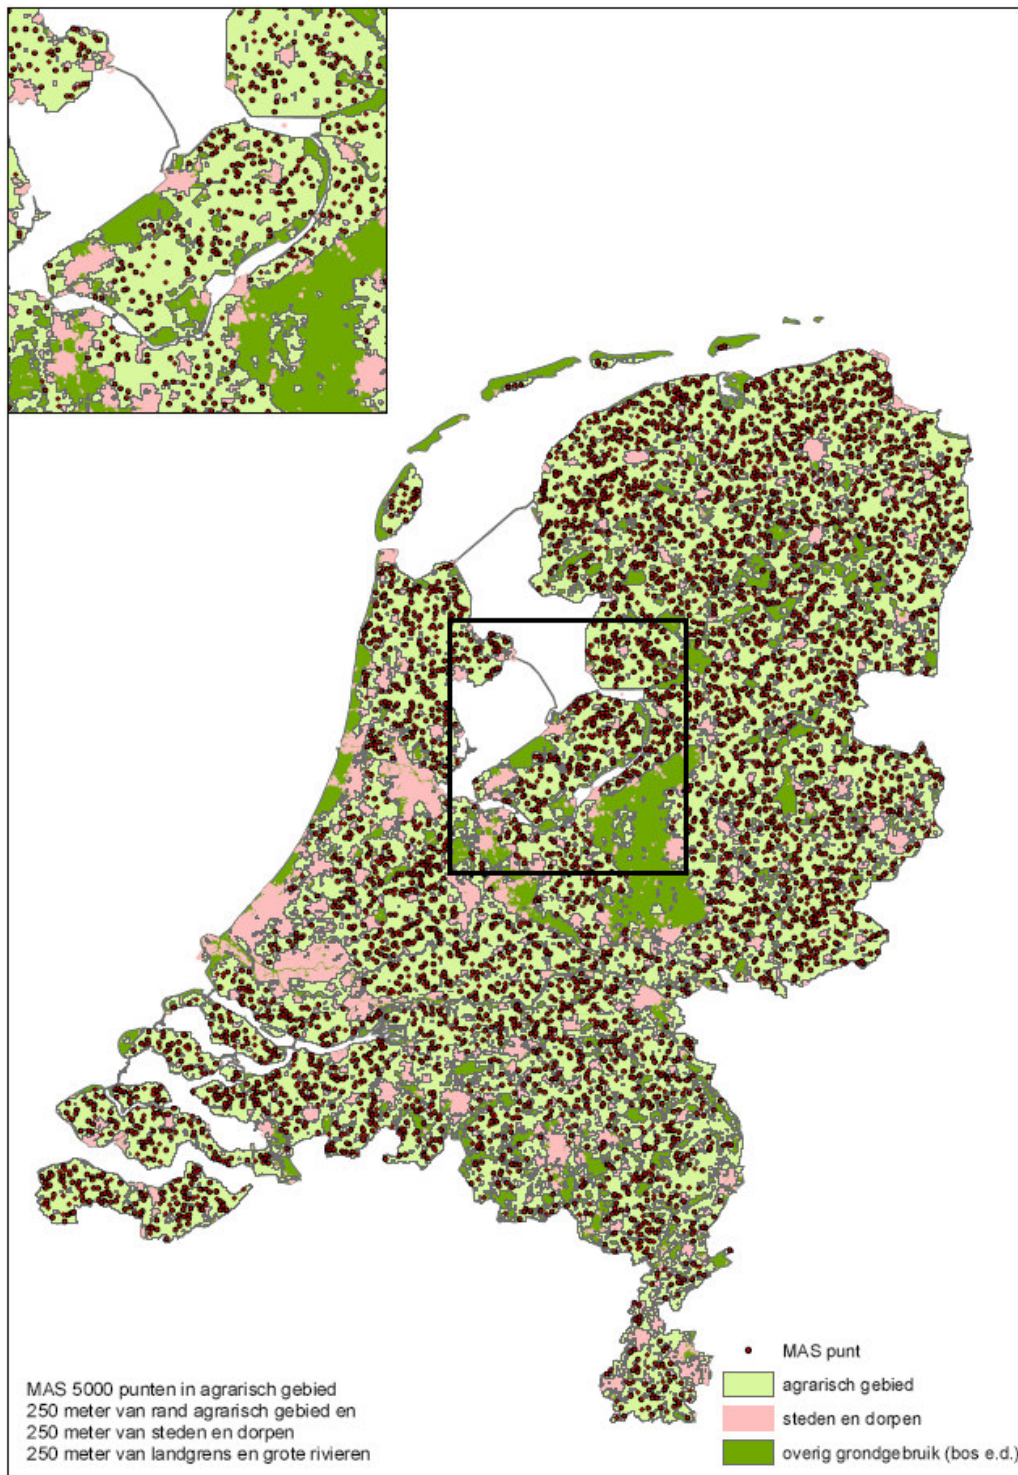 MAS 5000 punten in agrarisch gebied
250 meter van rand agrarisch gebied en
250 meter van steden en dorpen
250 meter van landgrens en grote rivieren
MAS punt
agrarisch gebied
steden en dorpen
overig grondgebruik (bos e.d.)